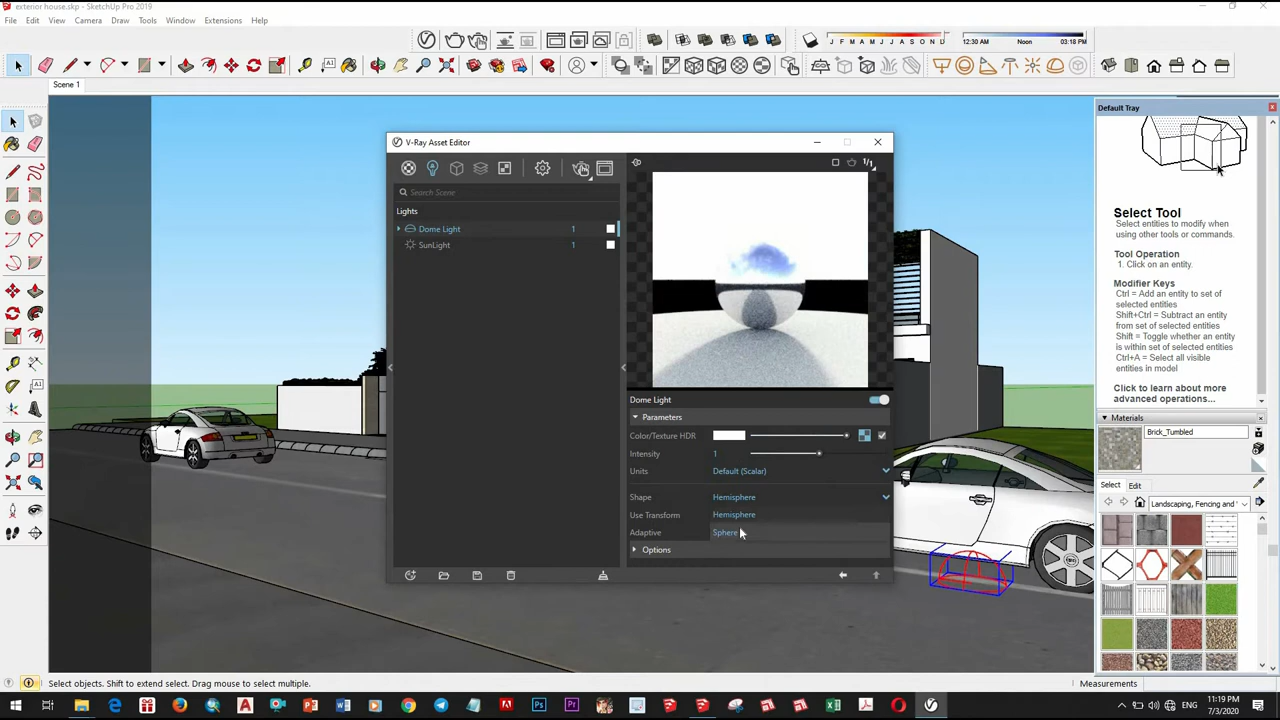 exterior house.skp - SketchUp Pro 2019
File Edit View Camera Draw Tools Window Extensions Help
J F M A M J J A S O N D
12:30 AM Noon 03:18 PM
Scene 1
Default Tray
V-Ray Asset Editor
1/1
Search Scene
Lights
Dome Light 1
SunLight 1
Select Tool
Select entities to modify when
using other tools or commands.
Tool Operation
1. Click on an entity.
Modifier Keys
Ctrl = Add an entity to set of
selected entities
Shift+Ctrl = Subtract an entity
from set of selected entities
Shift = Toggle whether an entity
is within set of selected entities
Ctrl+A = Select all visible
entities in model
Click to learn about more
advanced operations...
Dome Light
Parameters
Color/Texture HDR
Intensity 1
Units Default (Scalar)
Shape Hemisphere
Use Transform Hemisphere
Adaptive Sphere
Options
Materials
Brick_Tumbled
Select Edit
Landscaping, Fencing and
Select objects. Shift to extend select. Drag mouse to select multiple.
Measurements
11:19 PM
7/3/2020